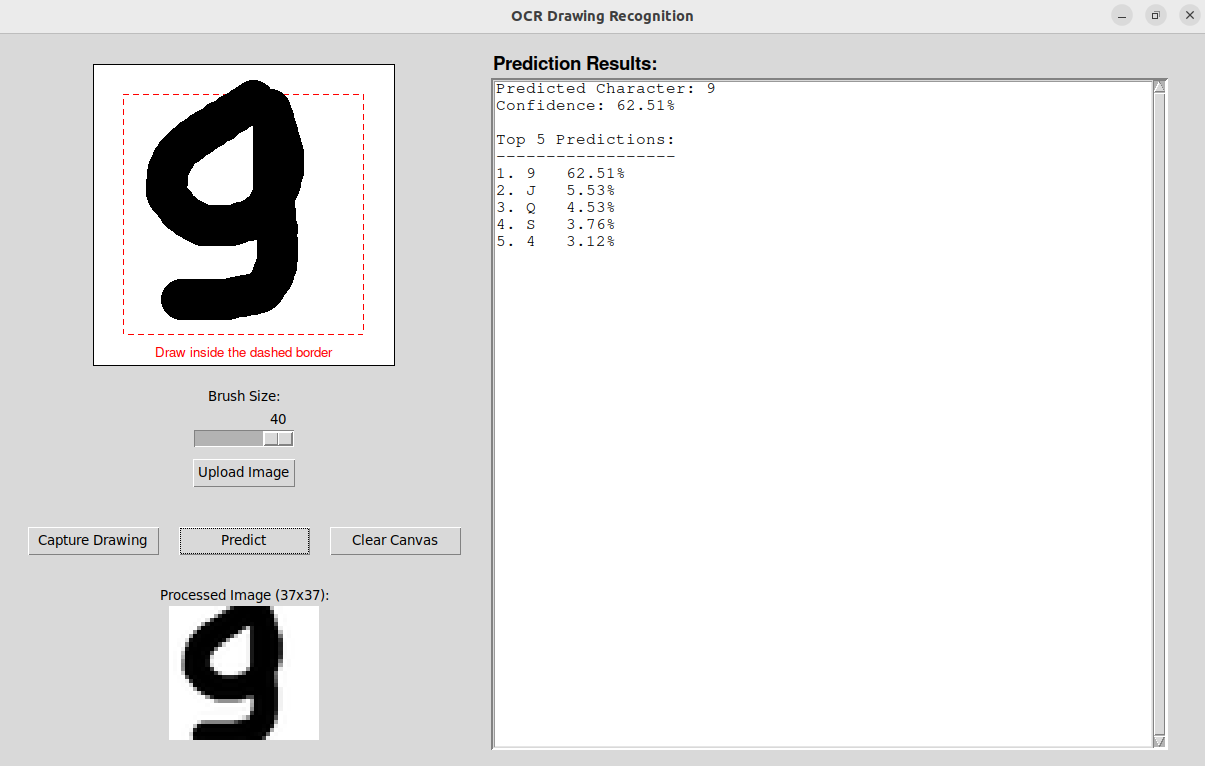 OCR Drawing Recognition
9
Draw inside the dashed border
Brush Size:
40
Upload Image
Capture Drawing
Predict
Clear Canvas
Processed Image (37x37):
9
Prediction Results:
Predicted Character: 9
Confidence: 62.51%
Top 5 Predictions:
------------------
1. 9 62.51%
2. J 5.53%
3. Q 4.53%
4. S 3.76%
5. 4 3.12%